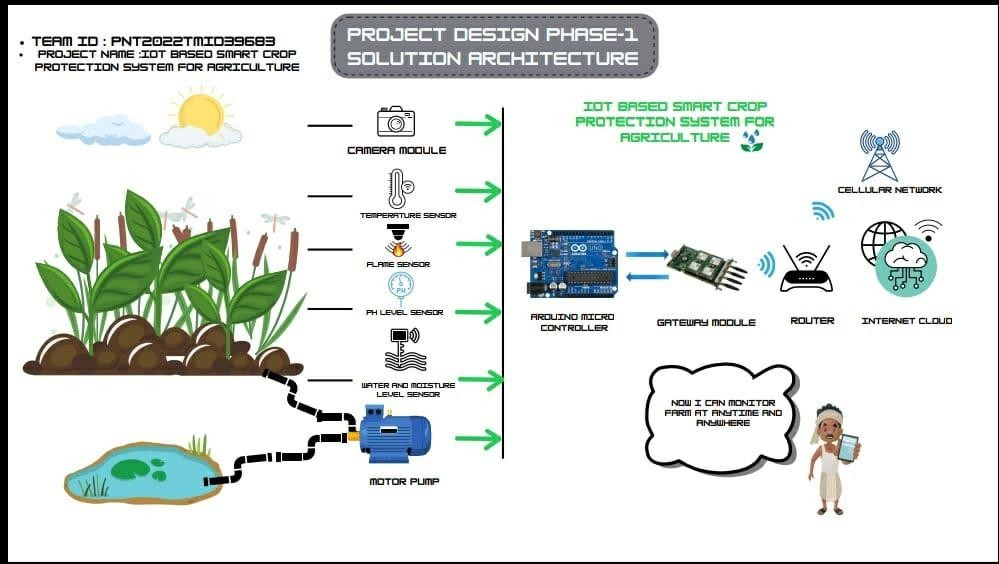 TEAM ID : PNT2022TMID39683
PROJECT NAME :IOT BASED SMART CROP
PROTECTION SYSTEM FOR AGRICULTURE
PROJECT DESIGN PHASE-1
SOLUTION ARCHITECTURE
IOT BASED SMART CROP
PROTECTION SYSTEM FOR
AGRICULTURE
CAMERA MODULE
TEMPERATURE SENSOR
FLAME SENSOR
PH
PH LEVEL SENSOR
WATER AND MOISTURE
LEVEL SENSOR
MOTOR PUMP
UNO
ARDUINO MICRO
CONTROLLER
GATEWAY MODULE
ROUTER
CELLULAR NETWORK
INTERNET CLOUD
NOW I CAN MONITOR
FARM AT ANYTIME AND
ANYWHERE